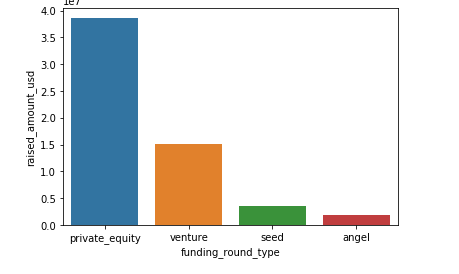 1e7
4.0
3.5
3.0
2.5
2.0
1.5
1.0
0.5
0.0
raised_amount_usd
private_equity venture seed angel
funding_round_type